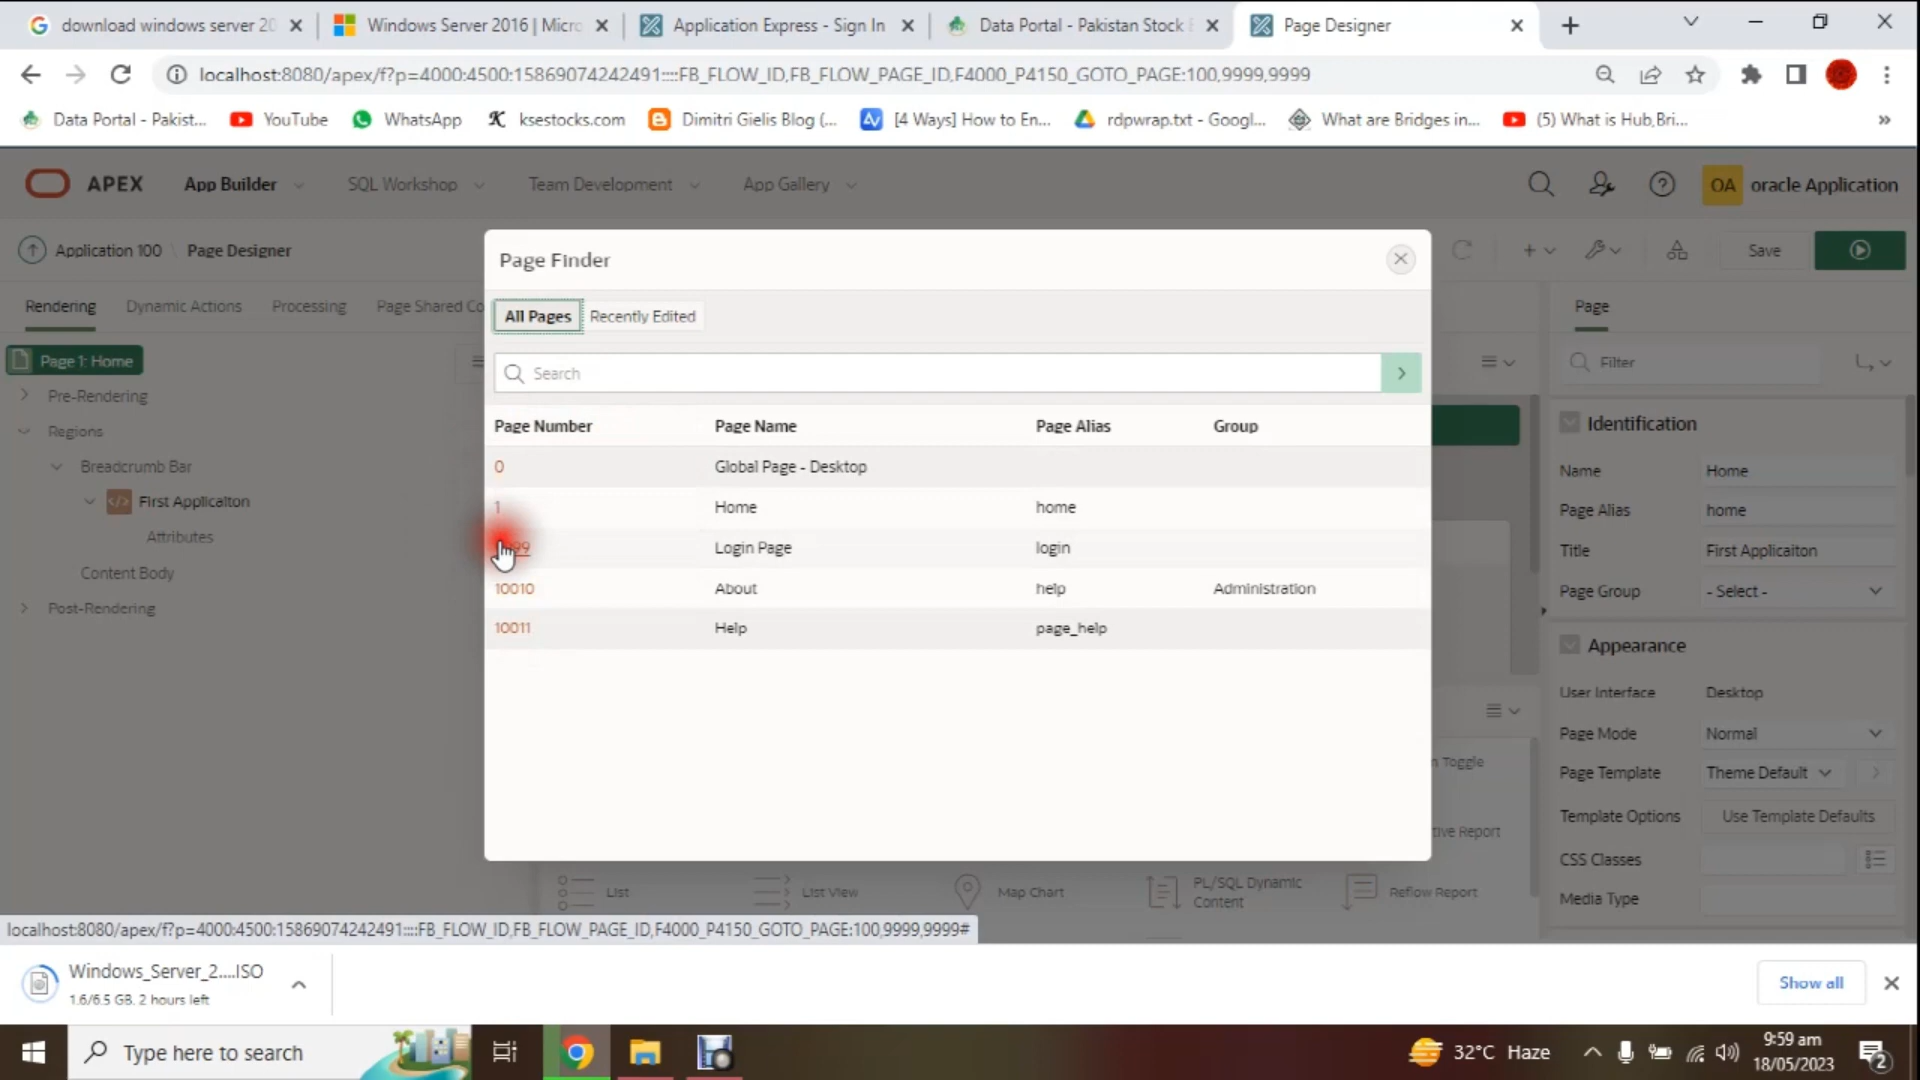 download windows server 20
Windows Server 2016 | Micro
Application Express - Sign In
Data Portal - Pakistan Stock E
Page Designer
localhost:8080/apex/f?p=4000:4500:15869074242491::::FB_FLOW_ID,FB_FLOW_PAGE_ID,F4000_P4150_GOTO_PAGE:100,9999,9999
Data Portal - Pakist...
YouTube
WhatsApp
ksestocks.com
Dimitri Gielis Blog (...
[4 Ways] How to En...
rdpwrap.txt - Googl...
What are Bridges in...
(5) What is Hub,Bri...
APEX
App Builder
SQL Workshop
Team Development
App Gallery
OA
oracle Application
Application 100 \ Page Designer
Save
Rendering
Dynamic Actions
Processing
Page Shared Co
Page 1: Home
Pre-Rendering
Regions
Breadcrumb Bar
First Applicaiton
Attributes
Content Body
Post-Rendering
Page Finder
All Pages
Recently Edited
Search
Page Number Page Name Page Alias Group
0 Global Page - Desktop
1 Home home
99 Login Page login
10010 About help Administration
10011 Help page_help
Page
Filter
Identification
Name Home
Page Alias home
Title First Applicaiton
Page Group - Select -
Appearance
User Interface Desktop
Page Mode Normal
Page Template Theme Default
Template Options Use Template Defaults
CSS Classes
Media Type
n Toggle
tive Report
List
List View
Map Chart
PL/SQL Dynamic
Content
Reflow Report
localhost:8080/apex/f?p=4000:4500:15869074242491::::FB_FLOW_ID,FB_FLOW_PAGE_ID,F4000_P4150_GOTO_PAGE:100,9999,9999#
Windows_Server_2....ISO
1.6/6.5 GB, 2 hours left
Show all
Type here to search
32°C Haze
9:59 am
18/05/2023
2